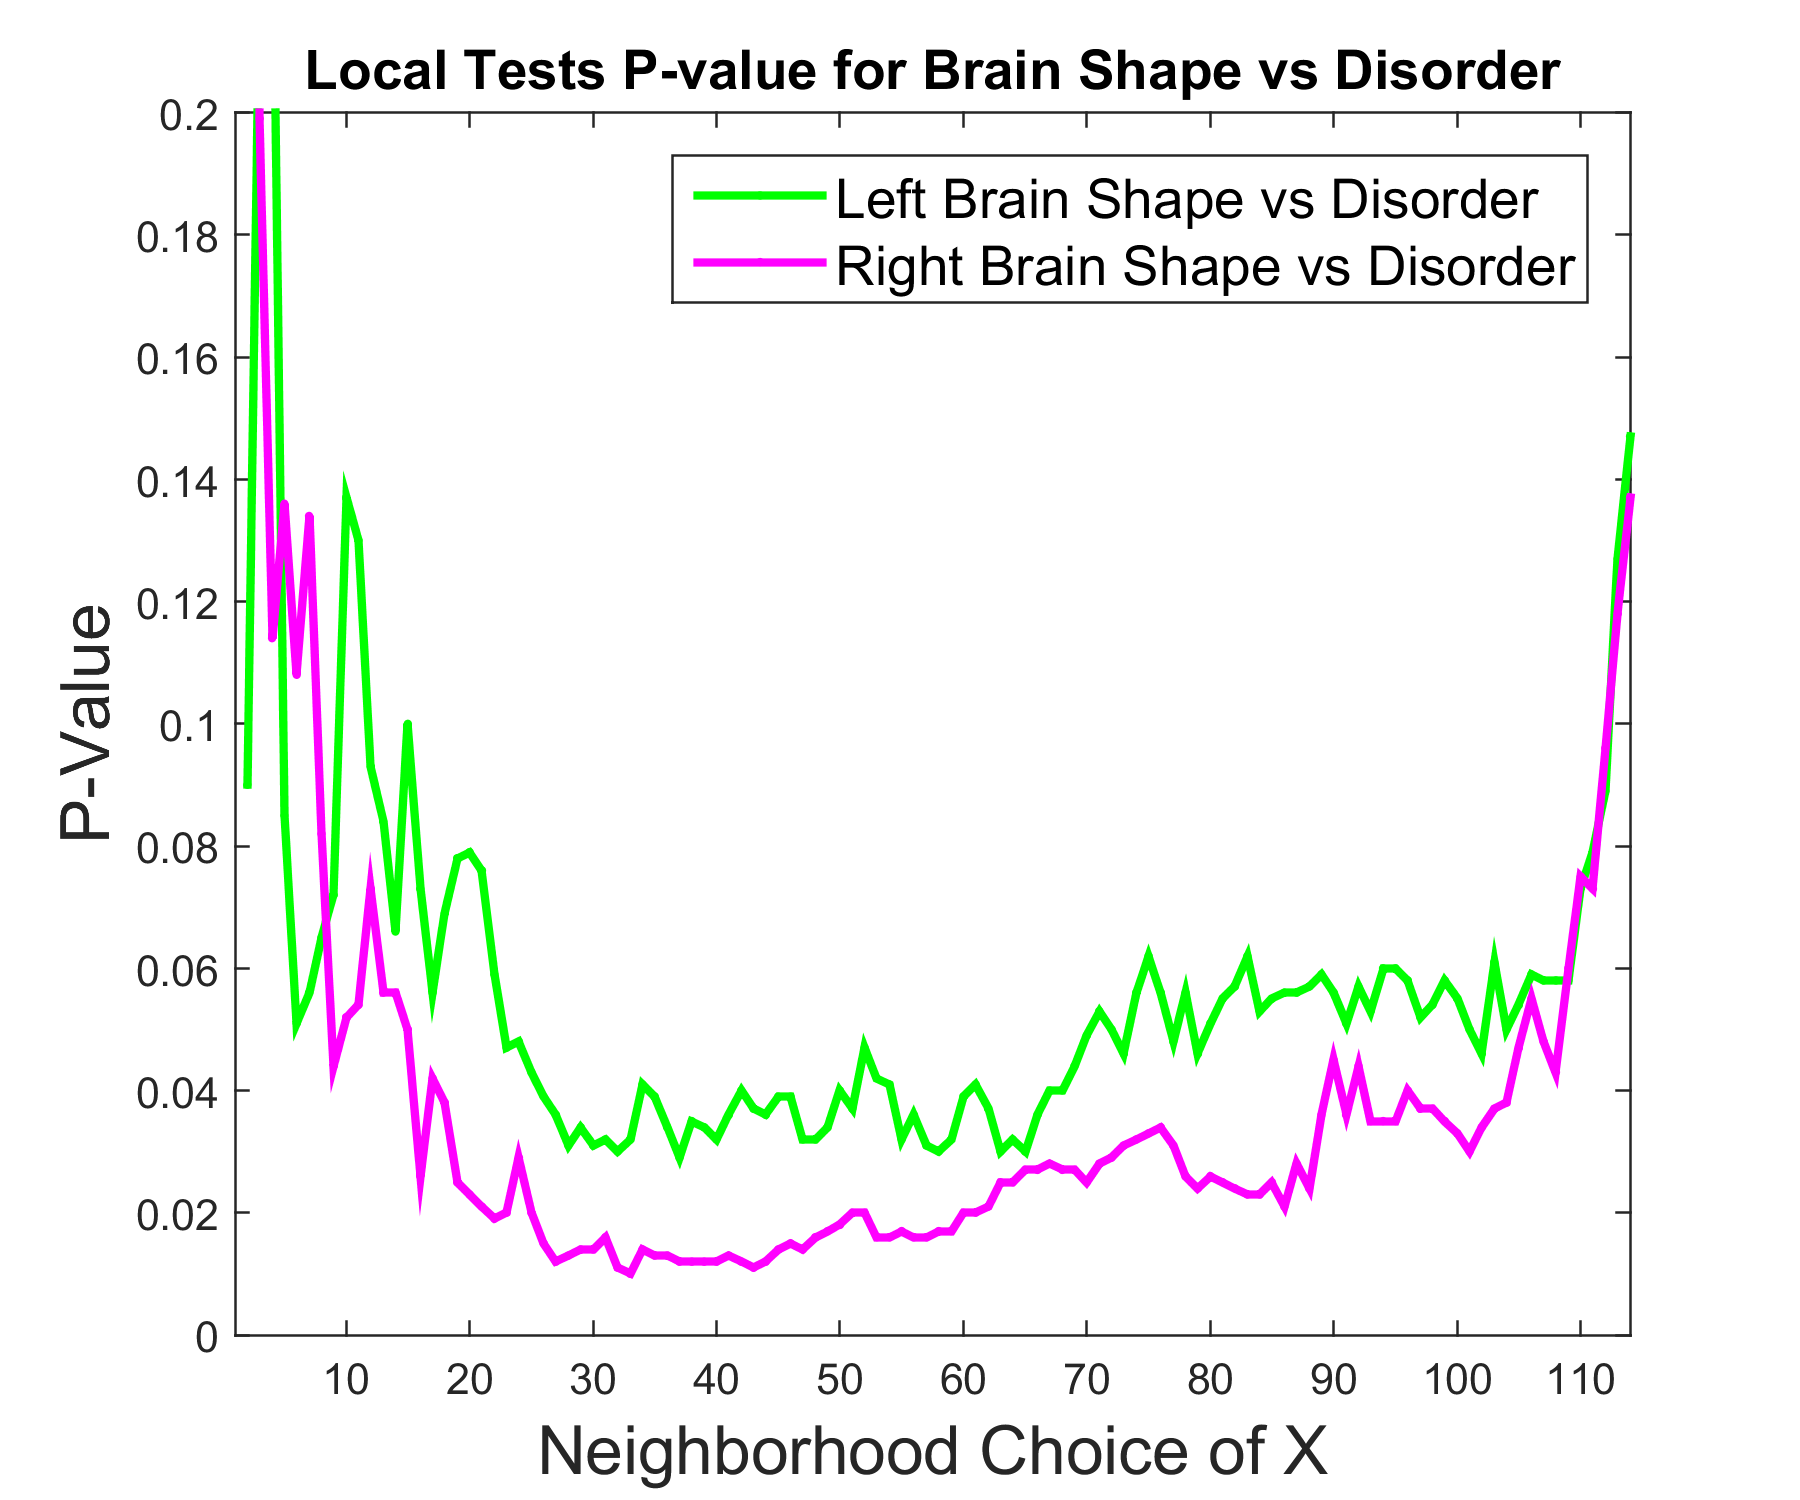 Local Tests P-value for Brain Shape vs Disorder
Left Brain Shape vs Disorder
Right Brain Shape vs Disorder
P-Value
0.2
0.18
0.16
0.14
0.12
0.1
0.08
0.06
0.04
0.02
0
10 20 30 40 50 60 70 80 90 100 110
Neighborhood Choice of X